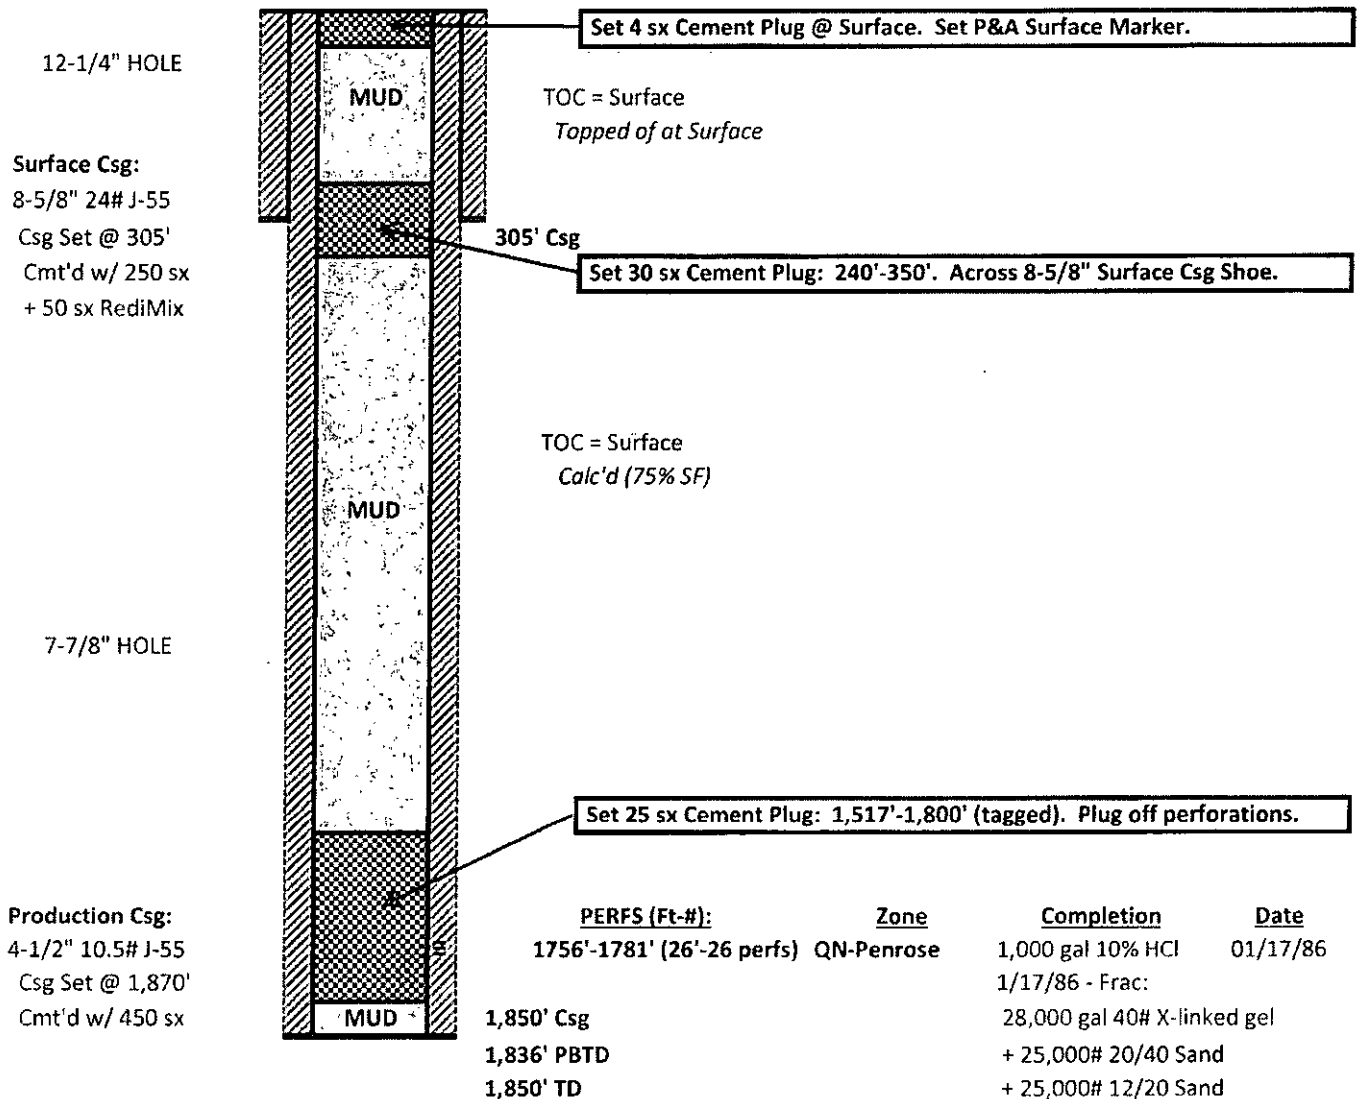 Set 4 sx Cement Plug @ Surface. Set P&A Surface Marker.
12-1/4" HOLE
MUD
TOC = Surface
Topped of at Surface
Surface Csg:
8-5/8" 24# J-55
Csg Set @ 305'
Cmt'd w/ 250 sx
+ 50 sx RediMix
305' Csg
Set 30 sx Cement Plug: 240'-350'. Across 8-5/8" Surface Csg Shoe.
TOC = Surface
Calc'd (75% SF)
MUD
7-7/8" HOLE
Set 25 sx Cement Plug: 1,517'-1,800' (tagged). Plug off perforations.
Production Csg:
4-1/2" 10.5# J-55
Csg Set @ 1,870'
Cmt'd w/ 450 sx
MUD
PERFS (Ft-#): Zone Completion Date
1756'-1781' (26'-26 perfs) QN-Penrose 1,000 gal 10% HCl 01/17/86
1/17/86 - Frac:
1,850' Csg 28,000 gal 40# X-linked gel
1,836' PBTD + 25,000# 20/40 Sand
1,850' TD + 25,000# 12/20 Sand